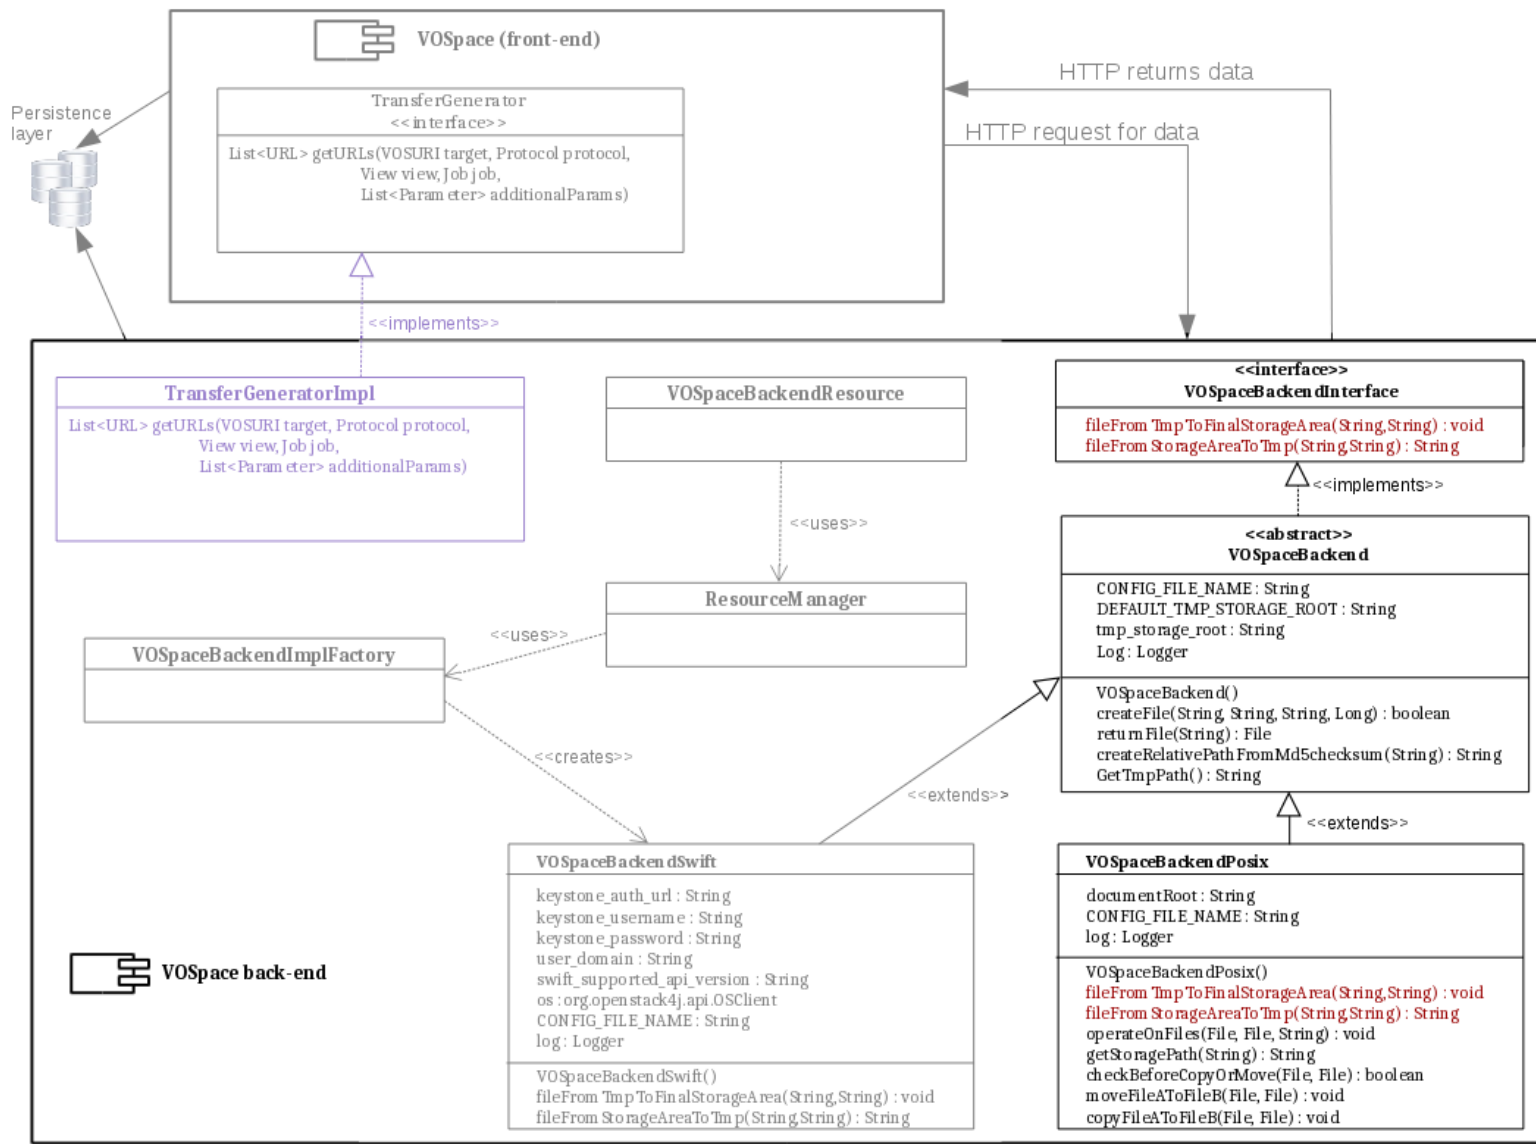 VOSpace (front-end)
HTTP returns data
Persistence
layer
TransferGenerator
<<interface>>
HTTP request for data
List<URL> getURLs(VOSURI target, Protocol protocol,
View view, Job job,
List<Parameter> additionalParams)
<<implements>>
TransferGeneratorImpl
List<URL> getURLs(VOSURI target, Protocol protocol,
View view, Job job,
List<Parameter> additionalParams)
VOSpaceBackendResource
<<interface>>
VOSpaceBackendInterface
fileFromTmpToFinalStorageArea(String,String) : void
fileFromStorageAreaToTmp(String,String) : String
<<implements>>
<<uses>>
<<abstract>>
VOSpaceBackend
CONFIG_FILE_NAME : String
DEFAULT_TMP_STORAGE_ROOT : String
tmp_storage_root : String
Log : Logger
VOSpaceBackend()
createFile(String, String, String, Long) : boolean
returnFile(String) : File
createRelativePathFromMd5checksum(String) : String
GetTmpPath() : String
ResourceManager
<<uses>>
VOSpaceBackendImplFactory
<<creates>>
<<extends>>
<<extends>>
VOSpaceBackendSwift
keystone_auth_url : String
keystone_username : String
keystone_password : String
user_domain : String
swift_supported_api_version : String
os : org.openstack4j.api.OSClient
CONFIG_FILE_NAME : String
log : Logger
VOSpaceBackendSwift()
fileFromTmpToFinalStorageArea(String,String) : void
fileFromStorageAreaToTmp(String,String) : String
VOSpaceBackendPosix
documentRoot : String
CONFIG_FILE_NAME : String
log : Logger
VOSpaceBackendPosix()
fileFromTmpToFinalStorageArea(String,String) : void
fileFromStorageAreaToTmp(String,String) : String
operateOnFiles(File, File, String) : void
getStoragePath(String) : String
checkBeforeCopyOrMove(File, File) : boolean
moveFileAToFileB(File, File) : void
copyFileAToFileB(File, File) : void
VOSpace back-end